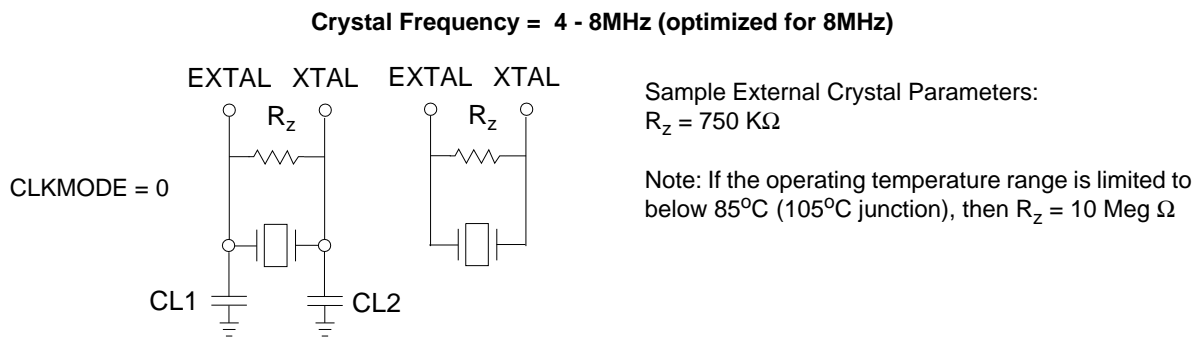 Crystal Frequency = 4 - 8MHz (optimized for 8MHz)
EXTAL XTAL EXTAL XTAL
Rz Rz
CLKMODE = 0
CL1 CL2
Sample External Crystal Parameters:
Rz = 750 KΩ
Note: If the operating temperature range is limited to
below 85oC (105oC junction), then Rz = 10 Meg Ω